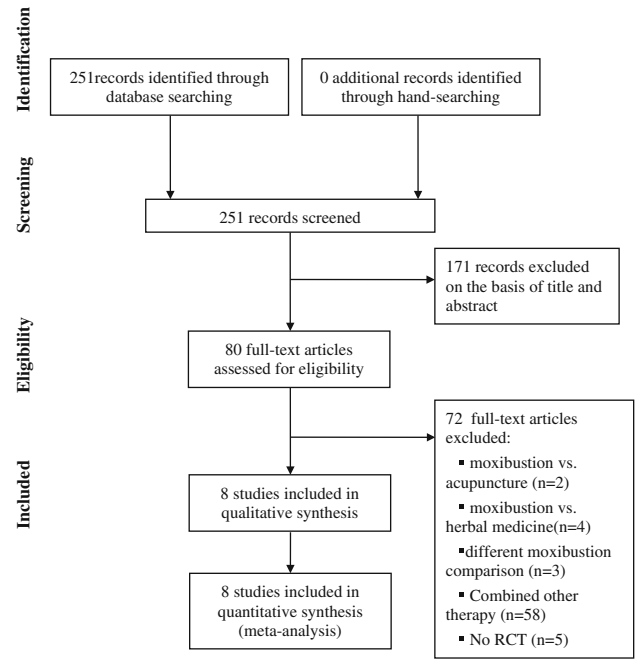 Identification
251records identified through
database searching
0 additional records identified
through hand-searching
Screening
251 records screened
171 records excluded
on the basis of title and
abstract
Eligibility
80 full-text articles
assessed for eligibility
72 full-text articles
excluded:
▪ moxibustion vs.
acupuncture (n=2)
▪ moxibustion vs.
herbal medicine(n=4)
▪different moxibustion
comparison (n=3)
▪ Combined other
therapy (n=58)
▪ No RCT (n=5)
Included
8 studies included in
qualitative synthesis
8 studies included in
quantitative synthesis
(meta-analysis)